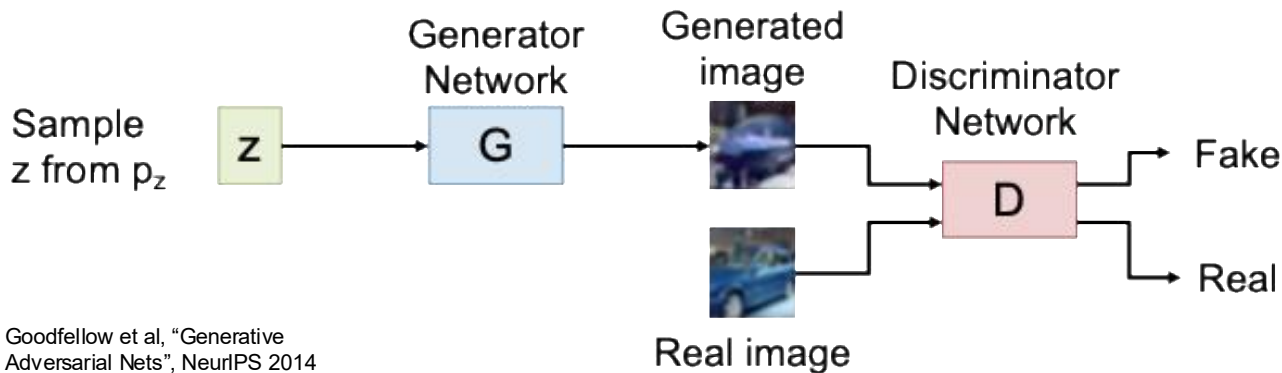 Sample
z from p_z
z
Generator
Network
G
Generated
image
Real image
Discriminator
Network
D
Fake
Real
Goodfellow et al, “Generative
Adversarial Nets”, NeurIPS 2014